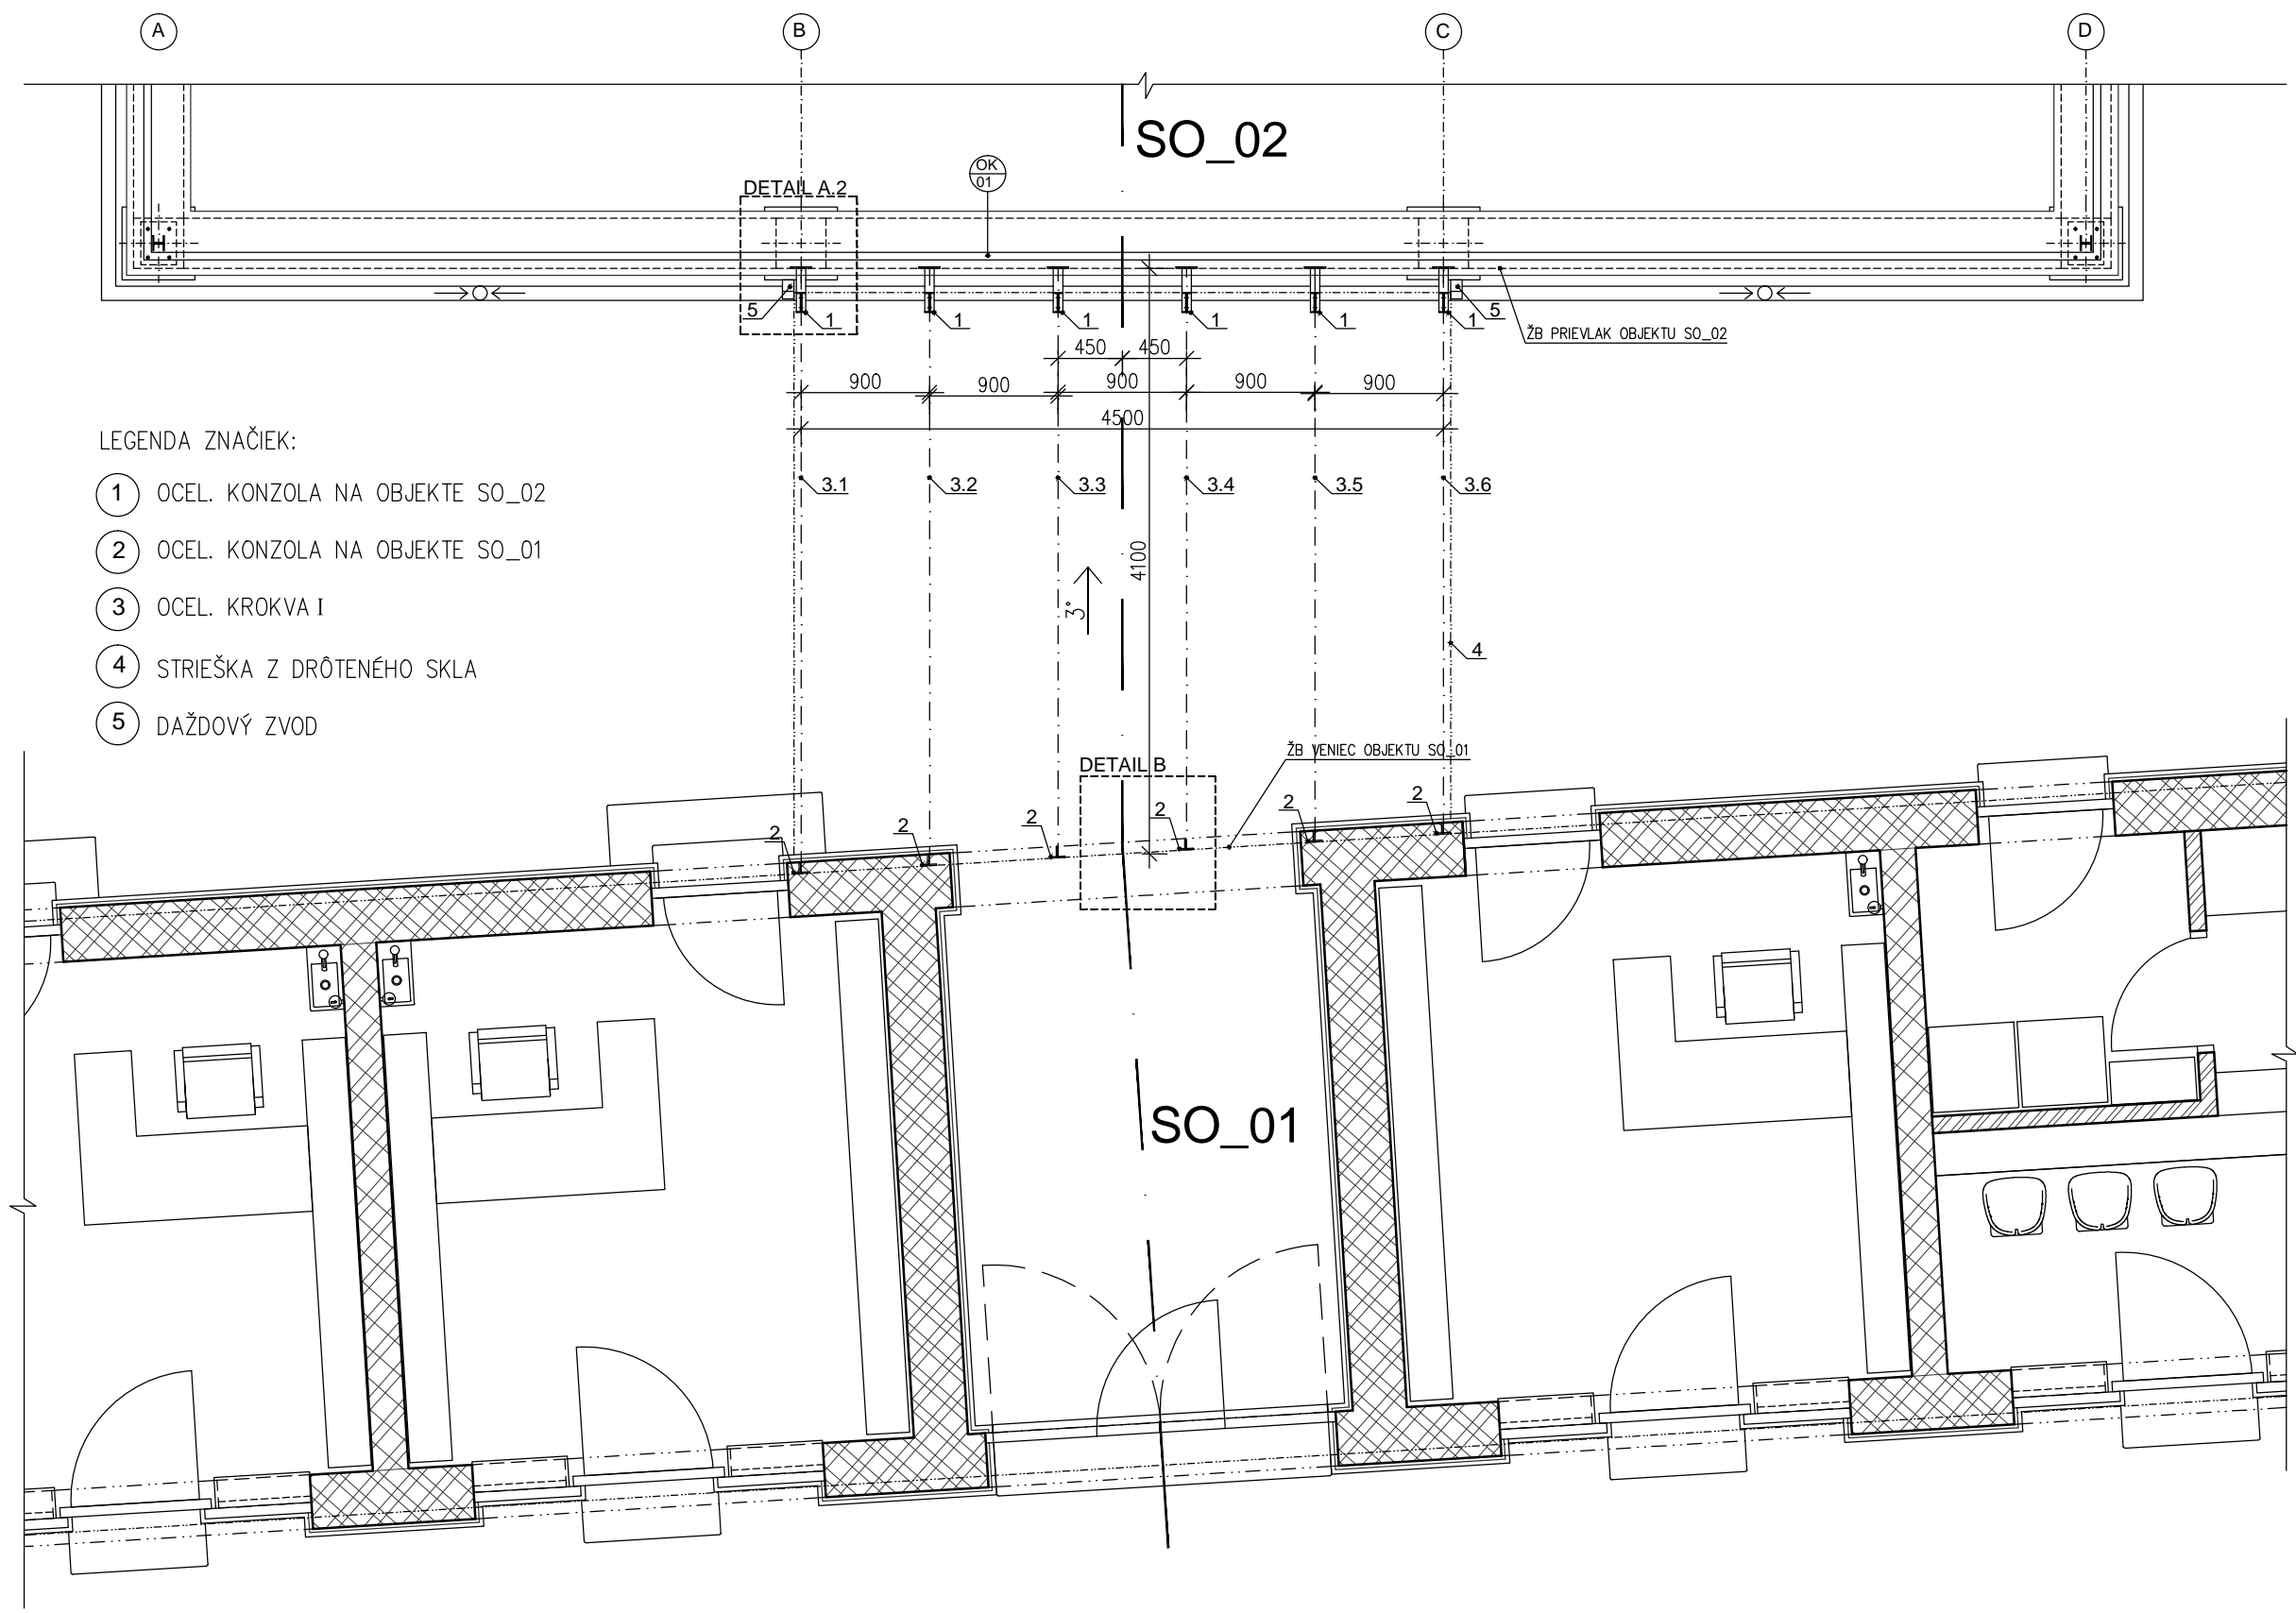 A
B
C
D
SO_02
OK
01
DETAIL A.2
5
1
1
1
1
1
1
5
ŽB PRIEVLAK OBJEKTU SO_02
450
450
900
900
900
900
900
4500
LEGENDA ZNAČIEK:
1 OCEL. KONZOLA NA OBJEKTE SO_02
2 OCEL. KONZOLA NA OBJEKTE SO_01
3 OCEL. KROKVA I
4 STRIEŠKA Z DRÔTENÉHO SKLA
5 DAŽDOVÝ ZVOD
3.1
3.2
3.3
3.4
3.5
3.6
4100
3°
4
ŽB VENIEC OBJEKTU SO_01
DETAIL B
2
2
2
2
2
2
SO_01